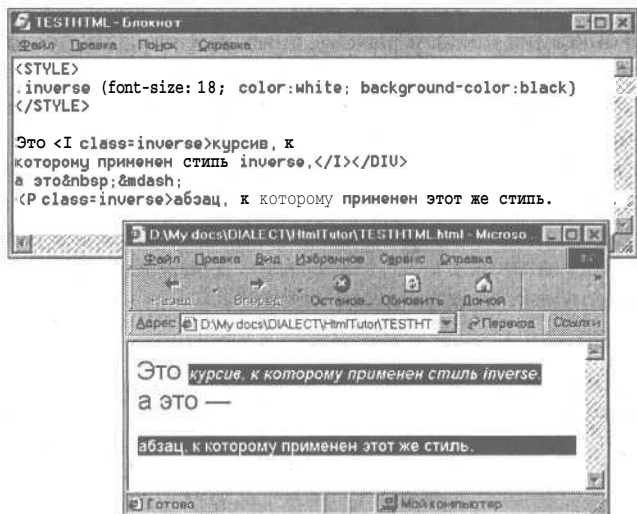 TESTHTML - Блокнот
Файл Правка Поиск Справка
<STYLE>
.inverse (font-size: 18; color:white; background-color:black}
</STYLE>
Это <I class=inverse>курсив, к
которому применен стипь inverse,</I></DIV>
а это&nbsp;&mdash;
<P class=inverse>абзац, к которому применен этот же стипь.
D:\My docs\DIALECT\HtmlTutor\TESTHTML.html - Microso...
Файл Правка Вид Избранное Сервис Справка
Назад Вперед Останов... Обновить Домой
Адрес D:\My docs\DIALECT\HtmlTutor\TESTHT Переход Ссылки
Это курсив, к которому применен стиль inverse,
а это —
абзац, к которому применен этот же стиль.
Готово Мой компьютер